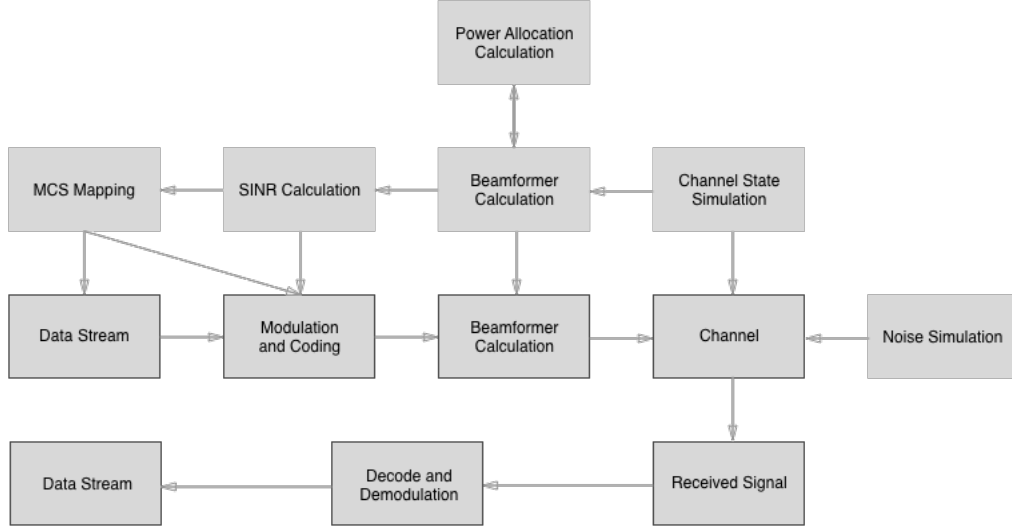 Power Allocation
Calculation
MCS Mapping
SINR Calculation
Beamformer
Calculation
Channel State
Simulation
Data Stream
Modulation
and Coding
Beamformer
Calculation
Channel
Noise Simulation
Data Stream
Decode and
Demodulation
Received Signal